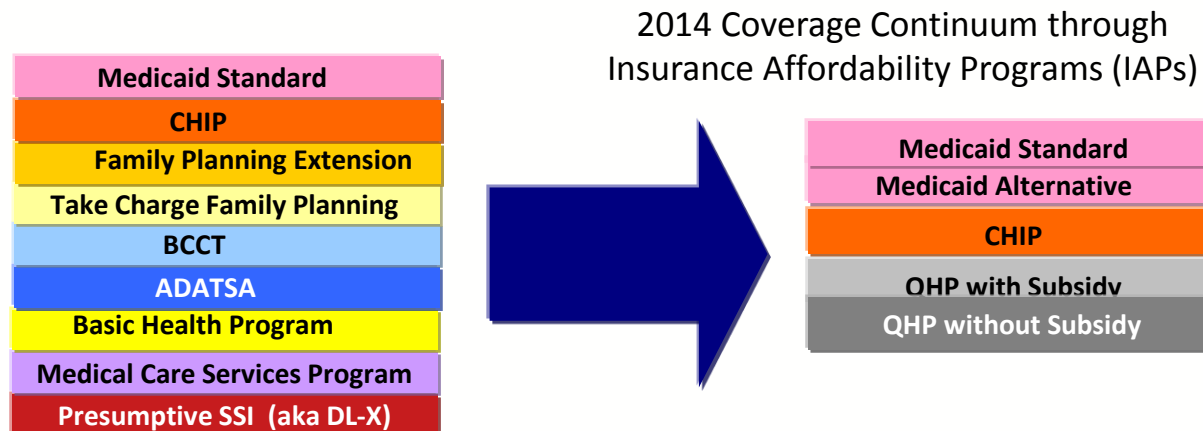 2014 Coverage Continuum through
Insurance Affordability Programs (IAPs)
Medicaid Standard
CHIP
Family Planning Extension
Take Charge Family Planning
BCCT
ADATSA
Basic Health Program
Medical Care Services Program
Presumptive SSI (aka DL-X)
Medicaid Standard
Medicaid Alternative
CHIP
QHP with Subsidy
QHP without Subsidy